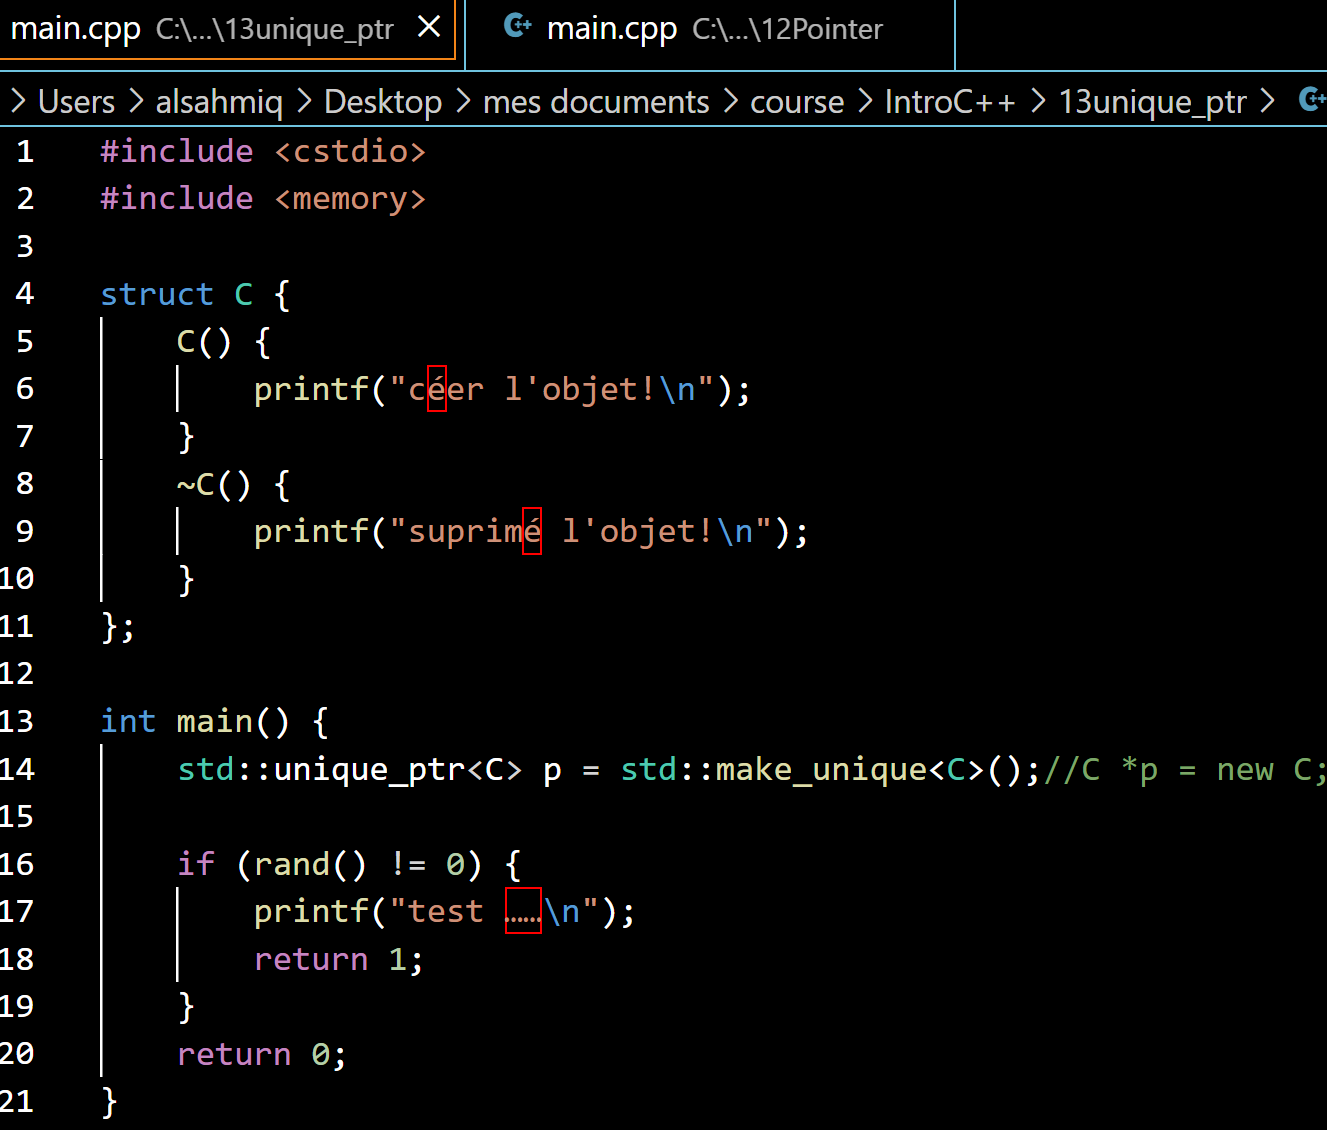 main.cpp C:\...\13unique_ptr main.cpp C:\...\12Pointer
> Users > alsahmiq > Desktop > mes documents > course > IntroC++ > 13unique_ptr >
1 #include <cstdio>
2 #include <memory>
3
4 struct C {
5 C() {
6 printf("céer l'objet!\n");
7 }
8 ~C() {
9 printf("suprimé l'objet!\n");
10 }
11 };
12
13 int main() {
14 std::unique_ptr<C> p = std::make_unique<C>();//C *p = new C;
15
16 if (rand() != 0) {
17 printf("test ……\n");
18 return 1;
19 }
20 return 0;
21 }